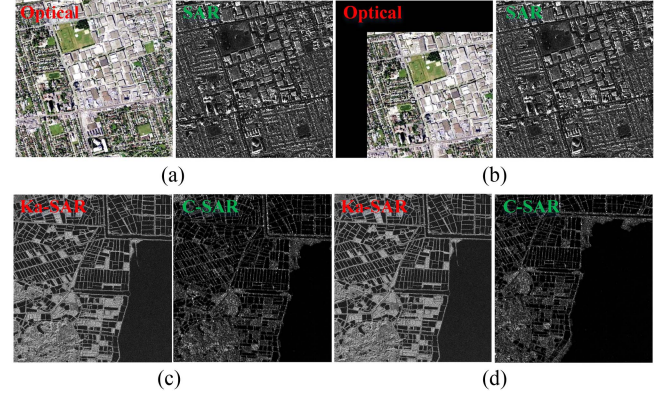 Optical SAR Optical SAR
(a) (b)
Ka-SAR C-SAR Ka-SAR C-SAR
(c) (d)